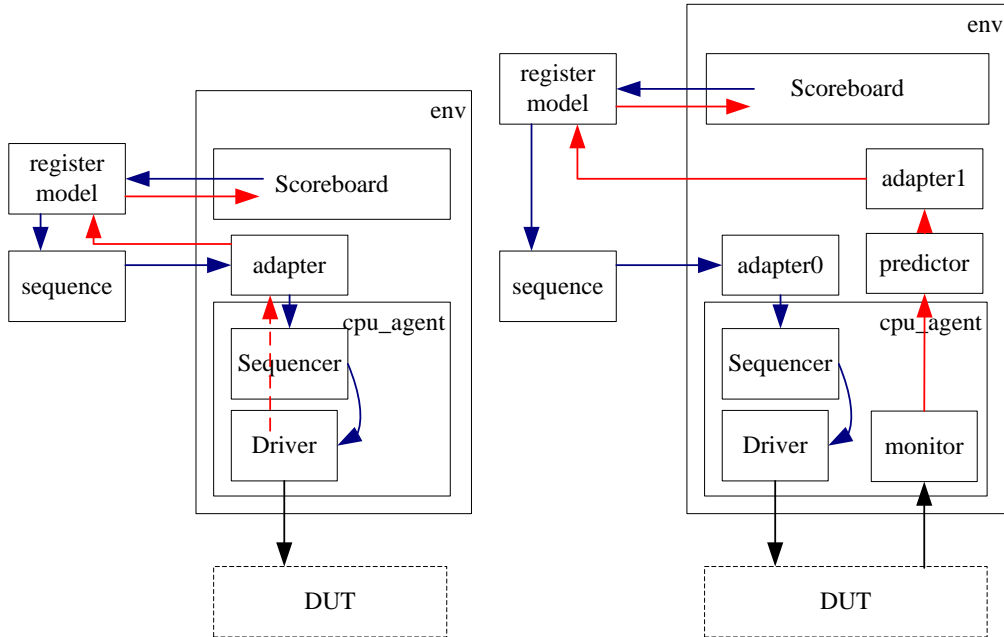 env
register
model
Scoreboard
adapter
sequence
cpu_agent
Sequencer
Driver
DUT
env
register
model
Scoreboard
adapter1
sequence
adapter0
predictor
cpu_agent
Sequencer
Driver
monitor
DUT